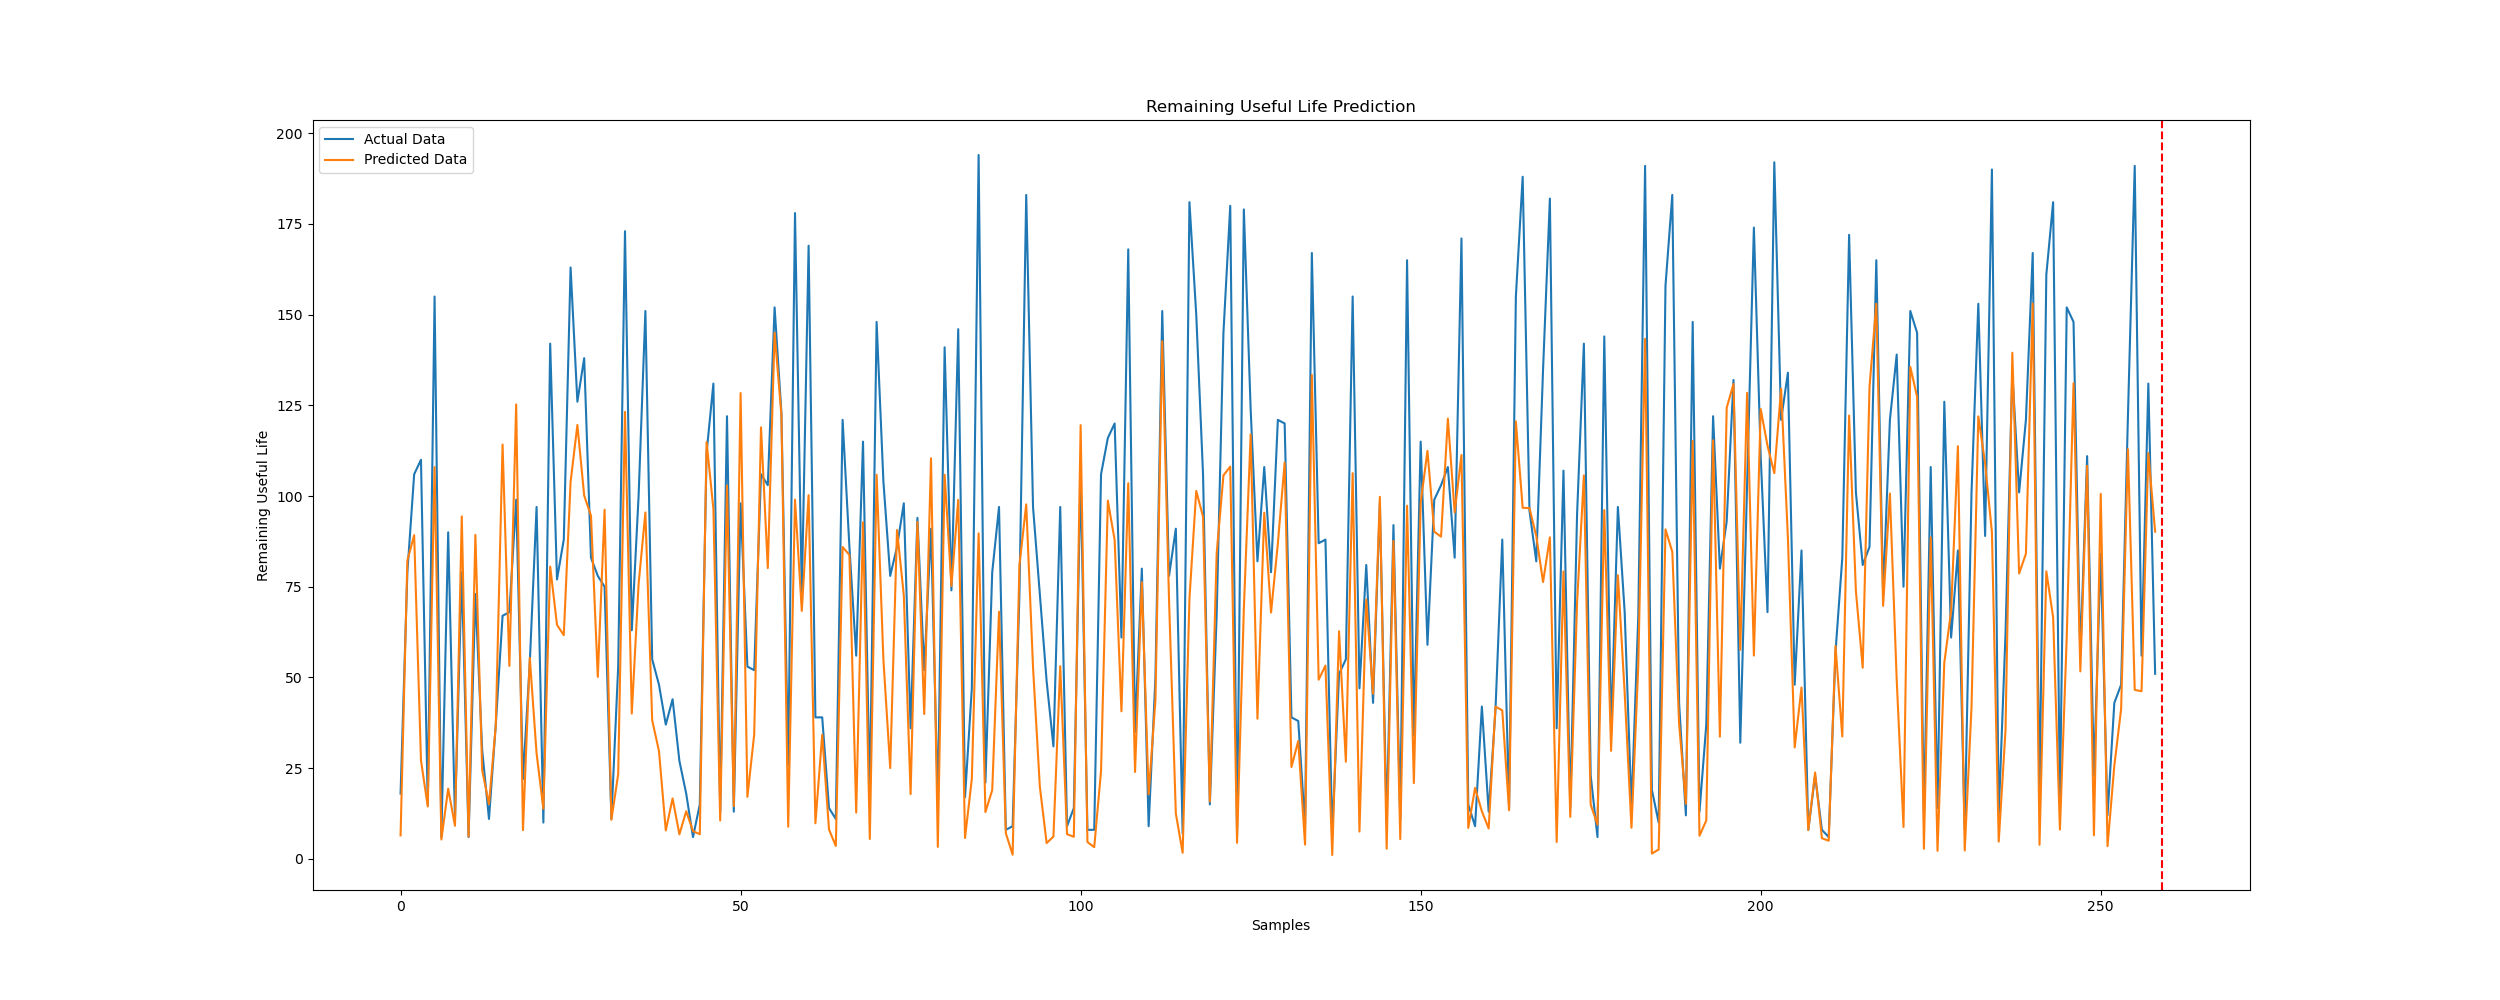 Remaining Useful Life Prediction
Actual Data
Predicted Data
Remaining Useful Life
200
175
150
125
100
75
50
25
0
0 50 100 150 200 250
Samples